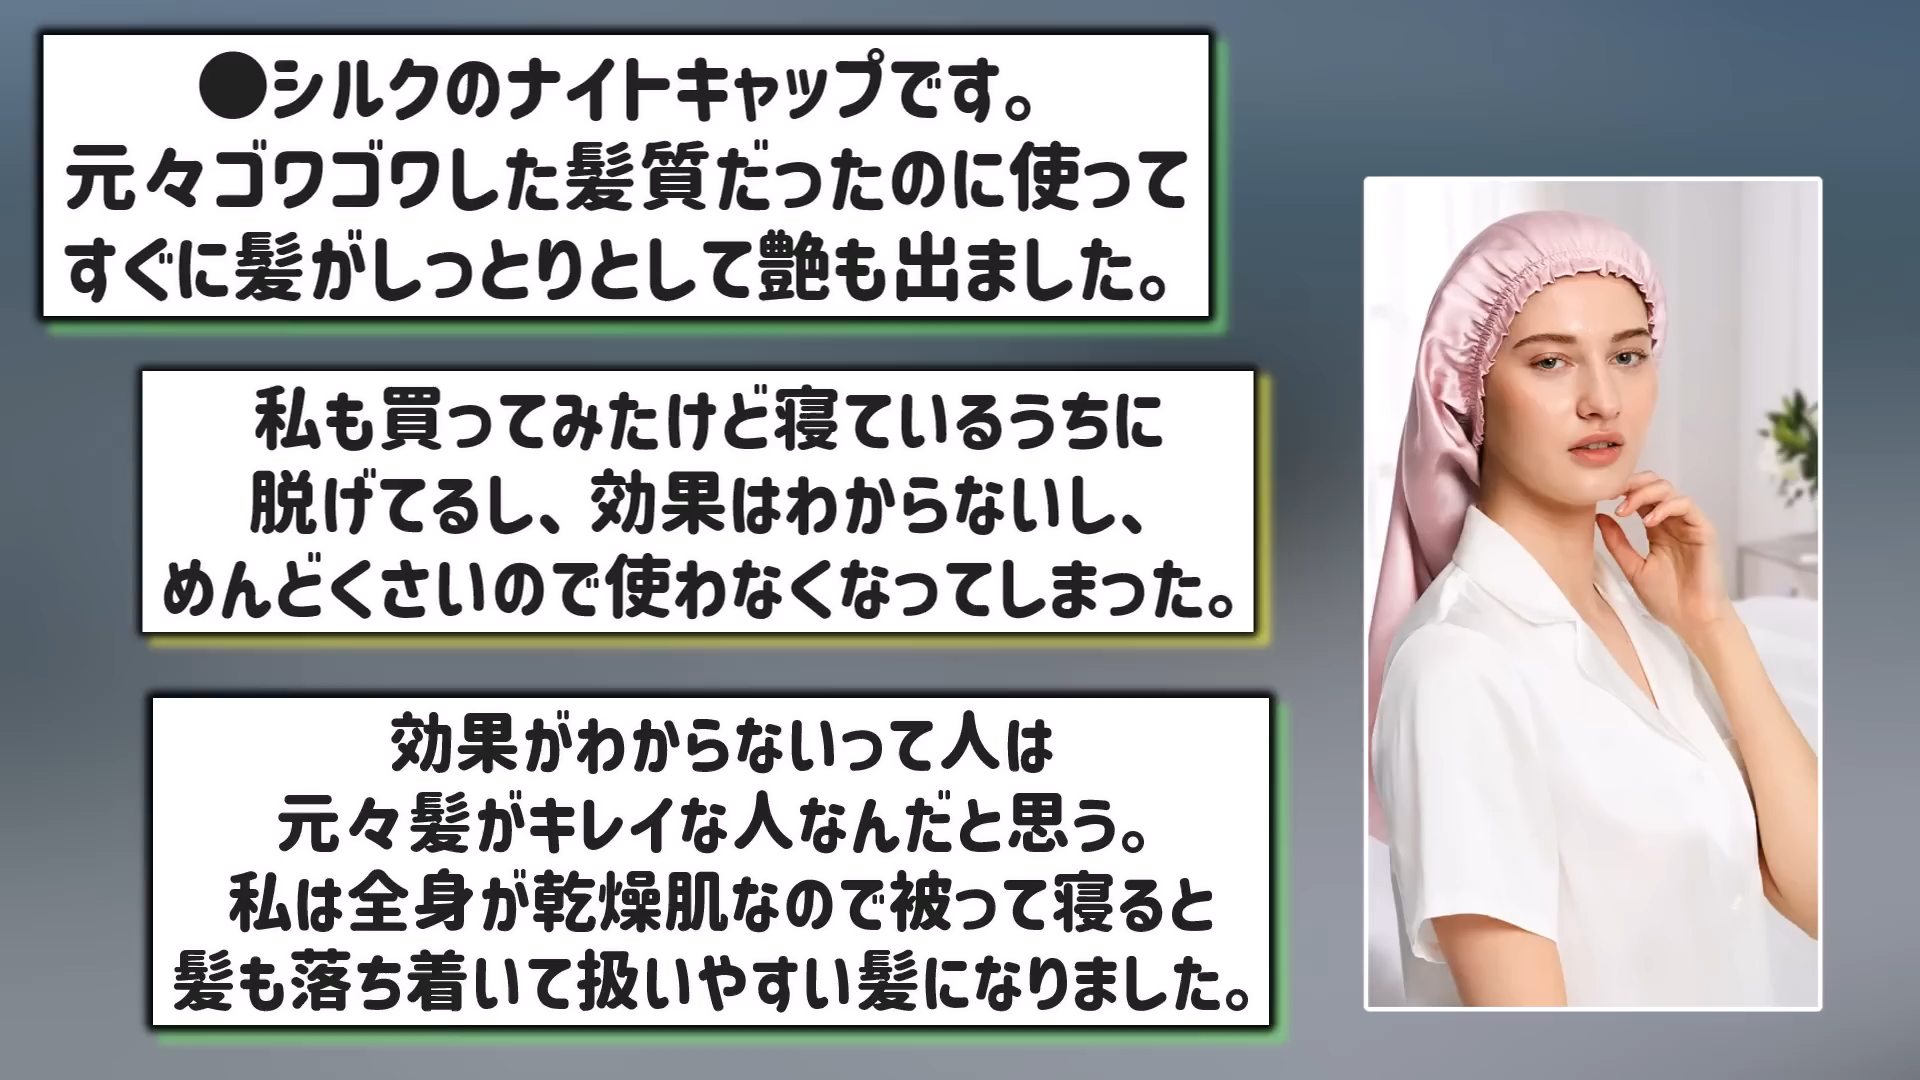 ●シルクのナイトキャップです。
元々ゴワゴワした髪質だったのに使って
すぐに髪がしっとりとして艶も出ました。
私も買ってみたけど寝ているうちに
脱げてるし、効果はわからないし、
めんどくさいので使わなくなってしまった。
効果がわからないって人は
元々髪がキレイな人なんだと思う。
私は全身が乾燥肌なので被って寝ると
髪も落ち着いて扱いやすい髪になりました。